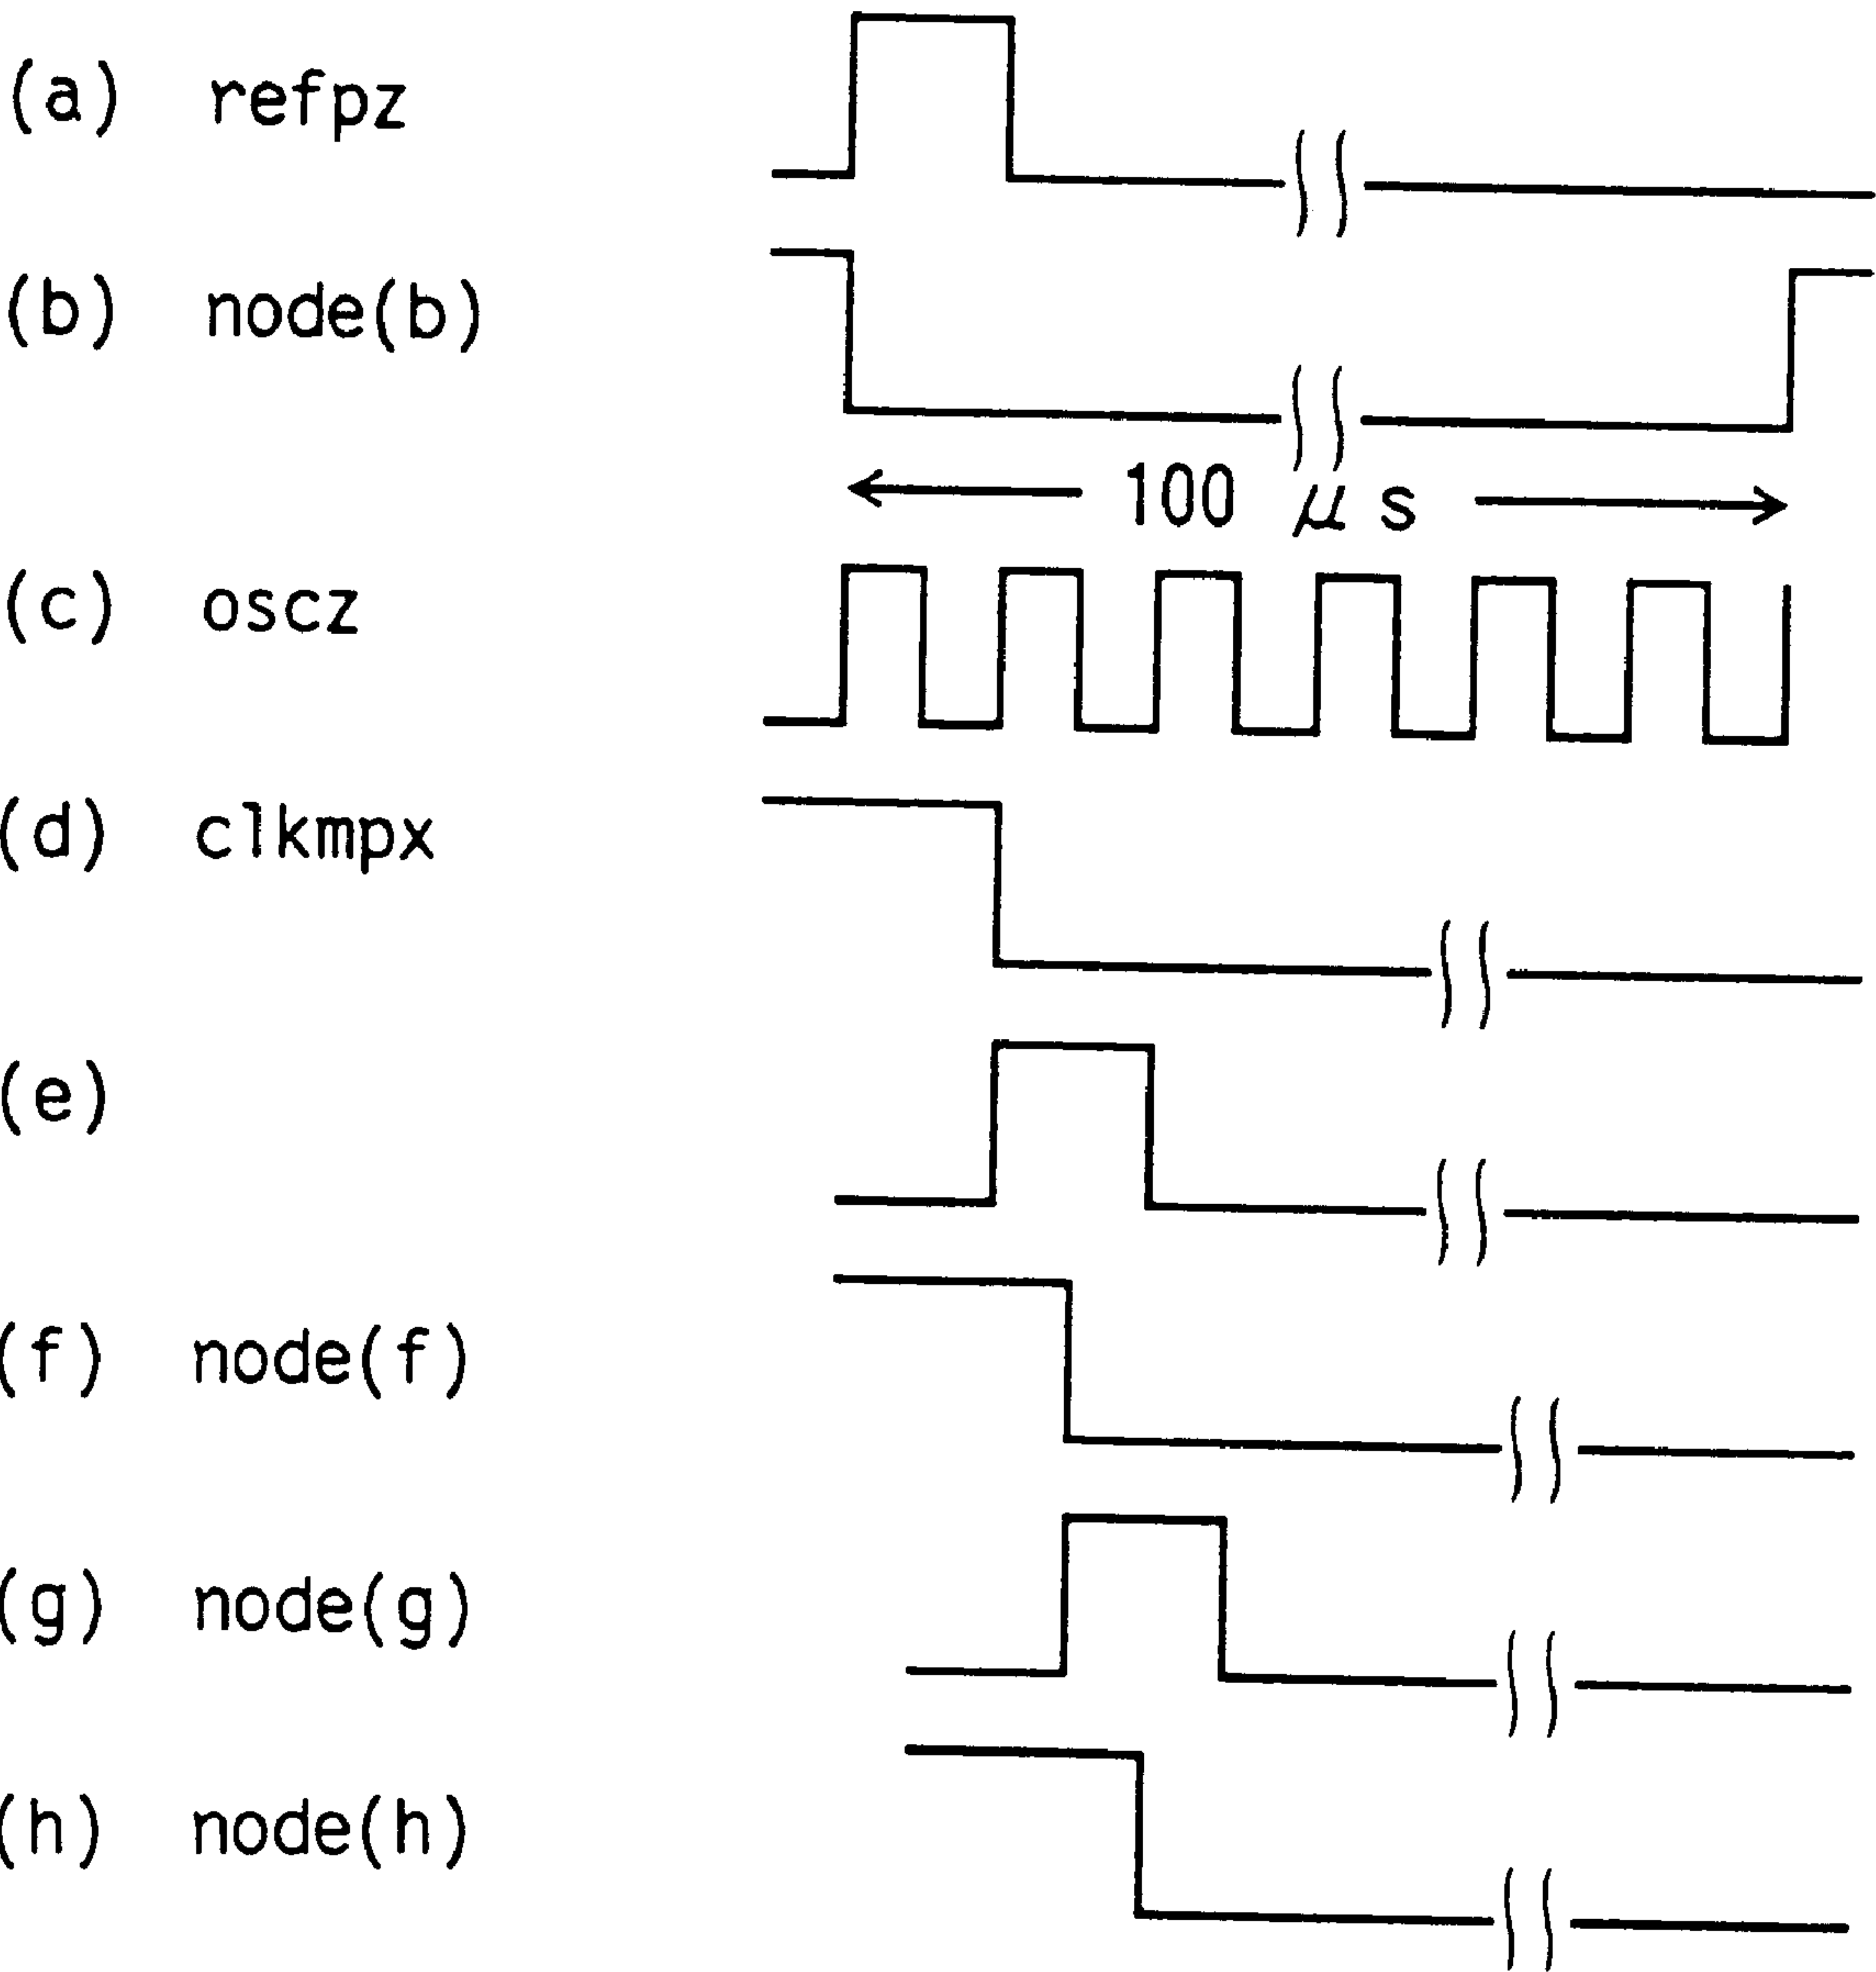 (a) refpz
(b) node(b)
100 μs
(c) oscz
(d) clkmpx
(e)
(f) node(f)
(g) node(g)
(h) node(h)